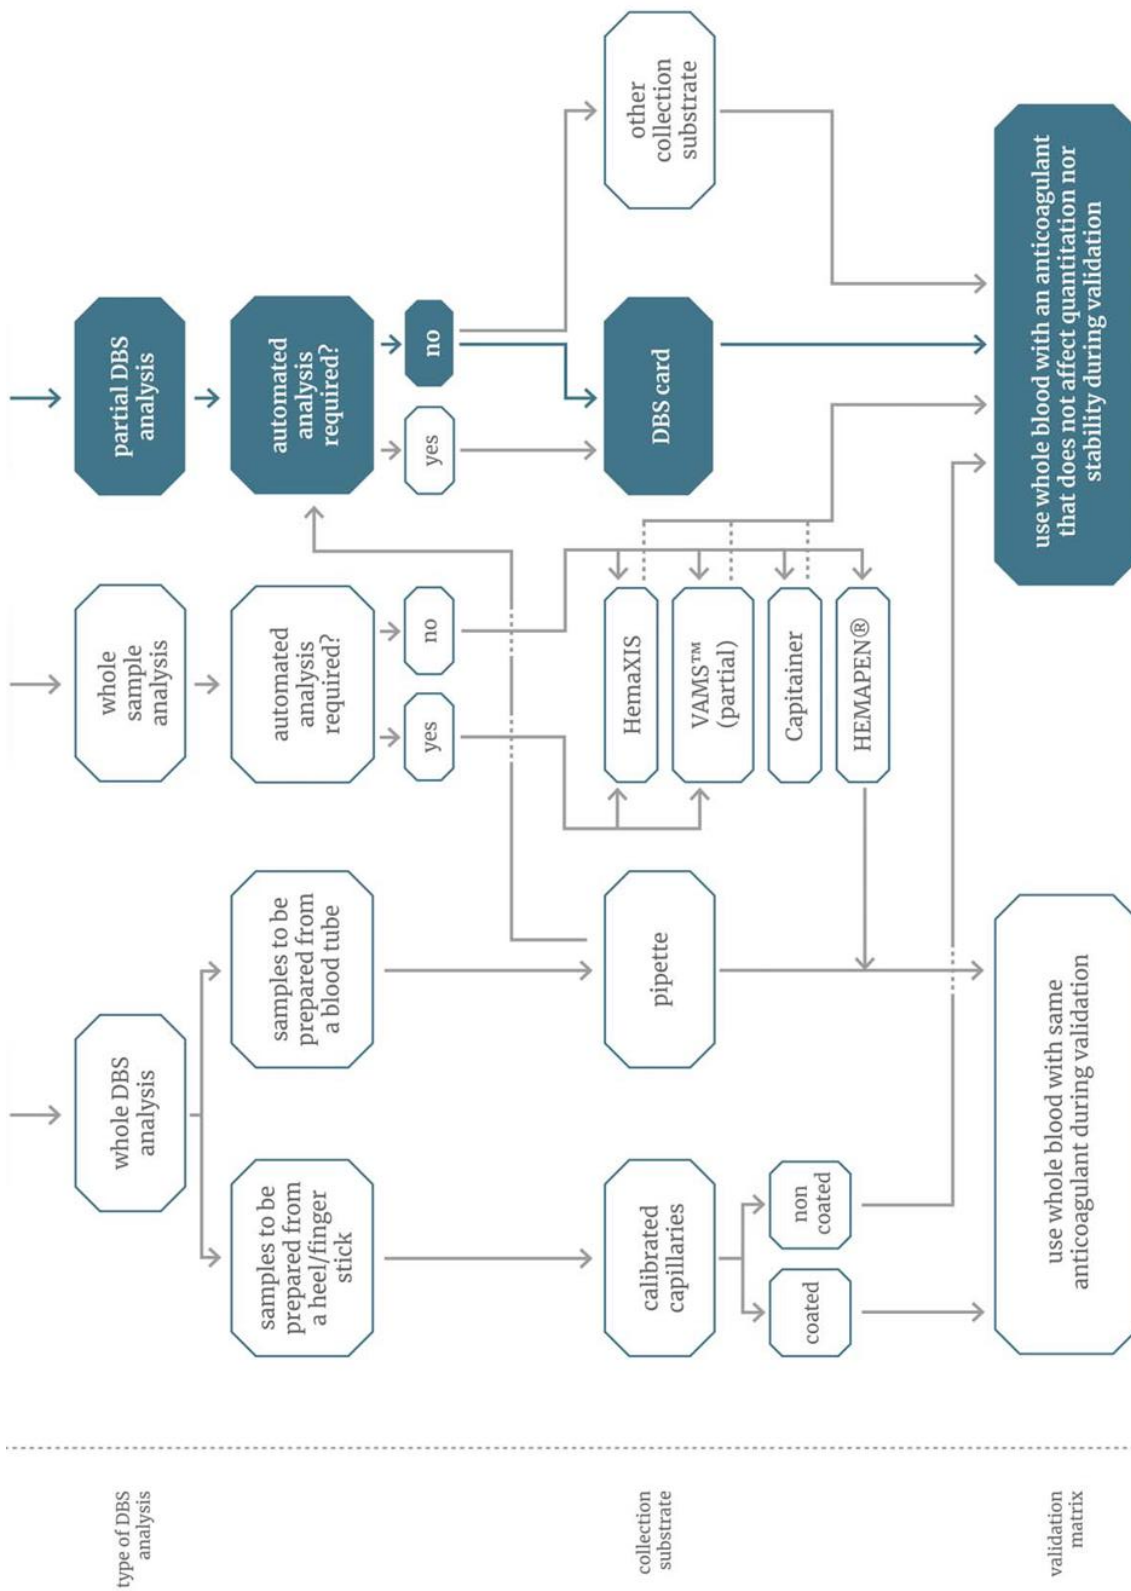 type of DBS
analysis
whole DBS
analysis
whole
sample
analysis
partial DBS
analysis
samples to be
prepared from
a heel/finger
stick
samples to be
prepared from
a blood tube
automated
analysis
required?
automated
analysis
required?
yes
no
yes
no
collection
substrate
calibrated
capillaries
pipette
HemaXIS
VAMS™
(partial)
Capitainer
HEMAPEN®
DBS card
other
collection
substrate
coated
non
coated
validation
matrix
use whole blood with same
anticoagulant during validation
use whole blood with an anticoagulant
that does not affect quantitation nor
stability during validation